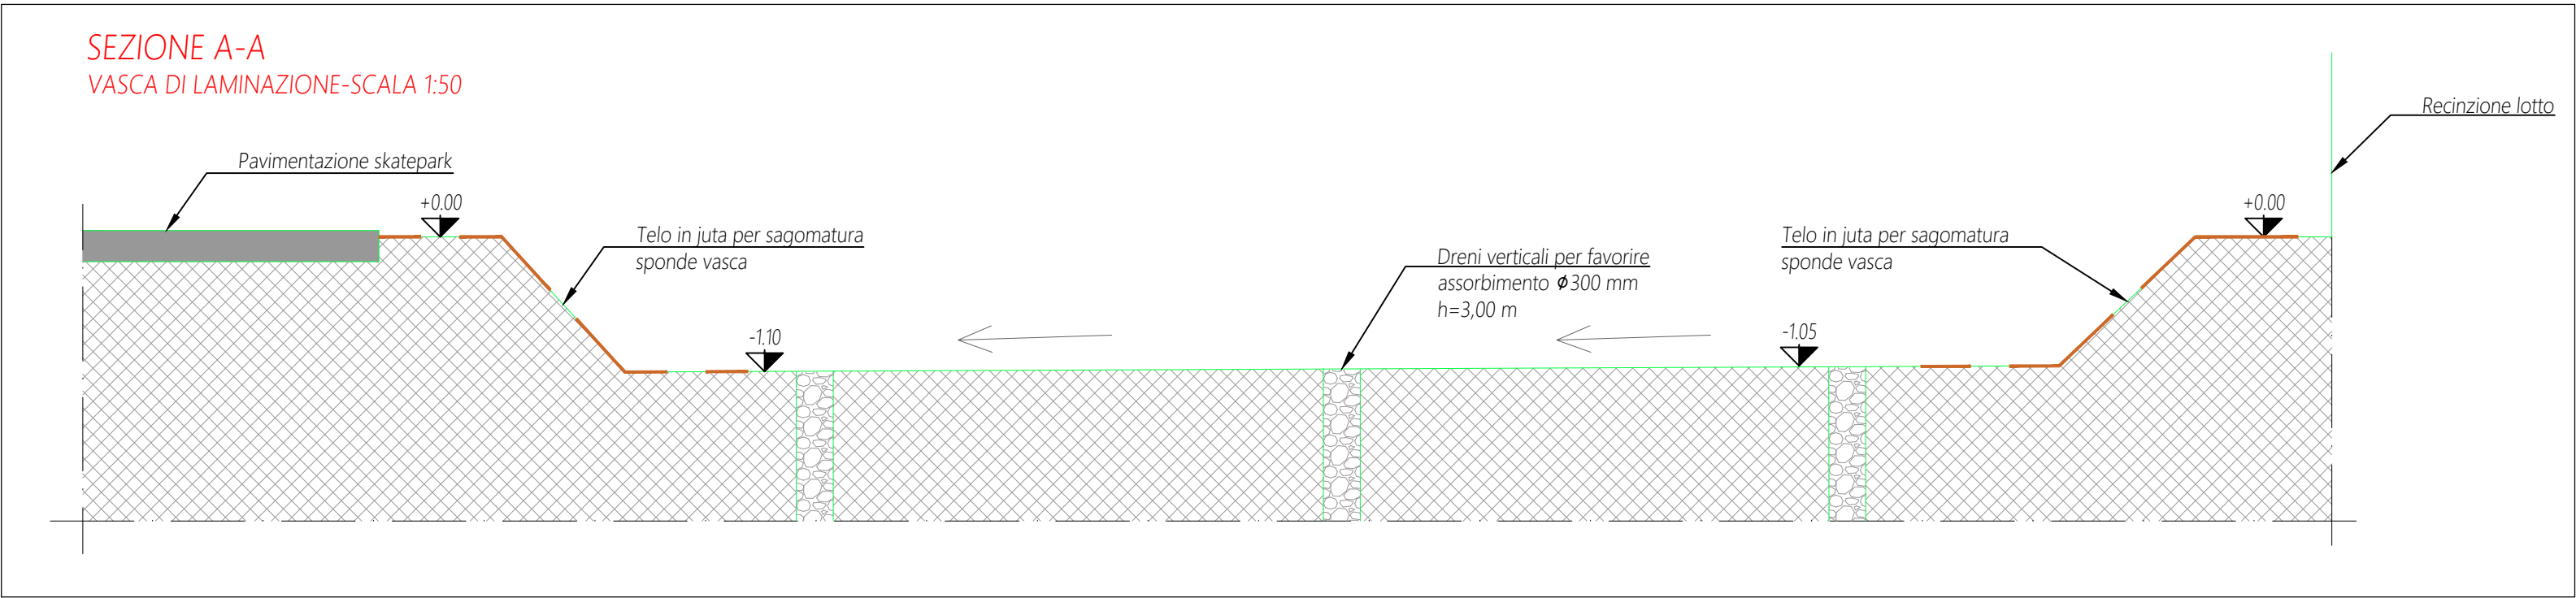 SEZIONE A-A
VASCA DI LAMINAZIONE-SCALA 1:50
Recinzione lotto
Pavimentazione skatepark
+0.00
+0.00
Telo in juta per sagomatura
sponde vasca
Telo in juta per sagomatura
sponde vasca
Dreni verticali per favorire
assorbimento ø300 mm
h=3,00 m
-1.10
-1.05